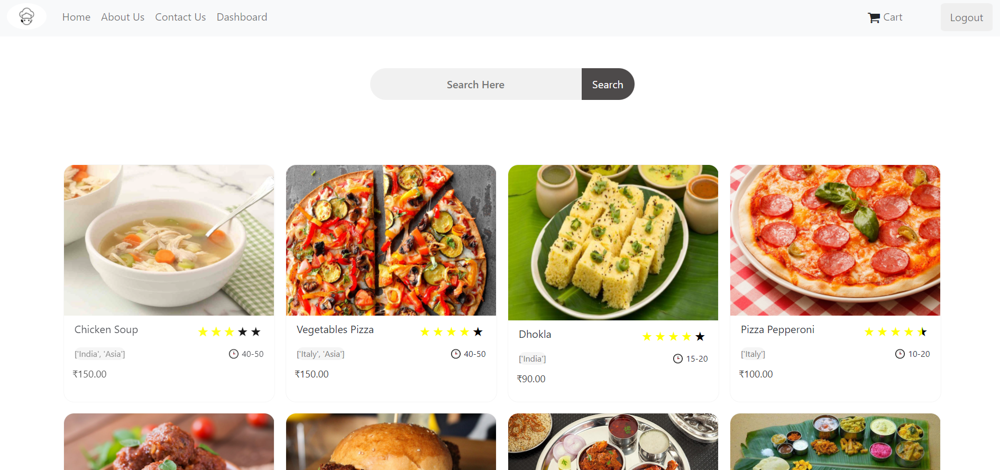 Home About Us Contact Us Dashboard Cart Logout
Search Here Search
Chicken Soup
['India', 'Asia'] 40-50
₹150.00
Vegetables Pizza
['Italy', 'Asia'] 40-50
₹150.00
Dhokla
['India'] 15-20
₹90.00
Pizza Pepperoni
['Italy'] 10-20
₹100.00